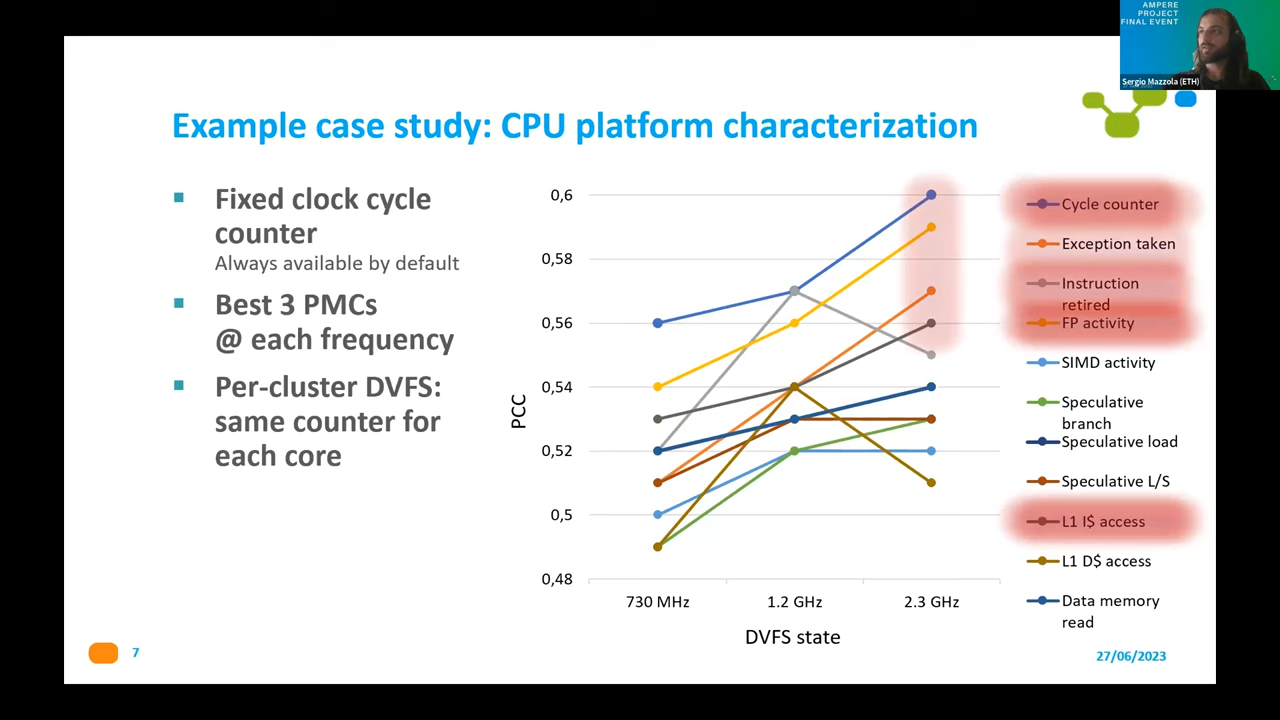 AMPERE
PROJECT
FINAL EVENT
Sergio Mazzola (ETH)
Example case study: CPU platform characterization
Fixed clock cycle
counter
Always available by default
Best 3 PMCs
@ each frequency
Per-cluster DVFS:
same counter for
each core
PCC
0,6
0,58
0,56
0,54
0,52
0,5
0,48
730 MHz
1.2 GHz
2.3 GHz
DVFS state
Cycle counter
Exception taken
Instruction
retired
FP activity
SIMD activity
Speculative
branch
Speculative load
Speculative L/S
L1 I$ access
L1 D$ access
Data memory
read
7
27/06/2023